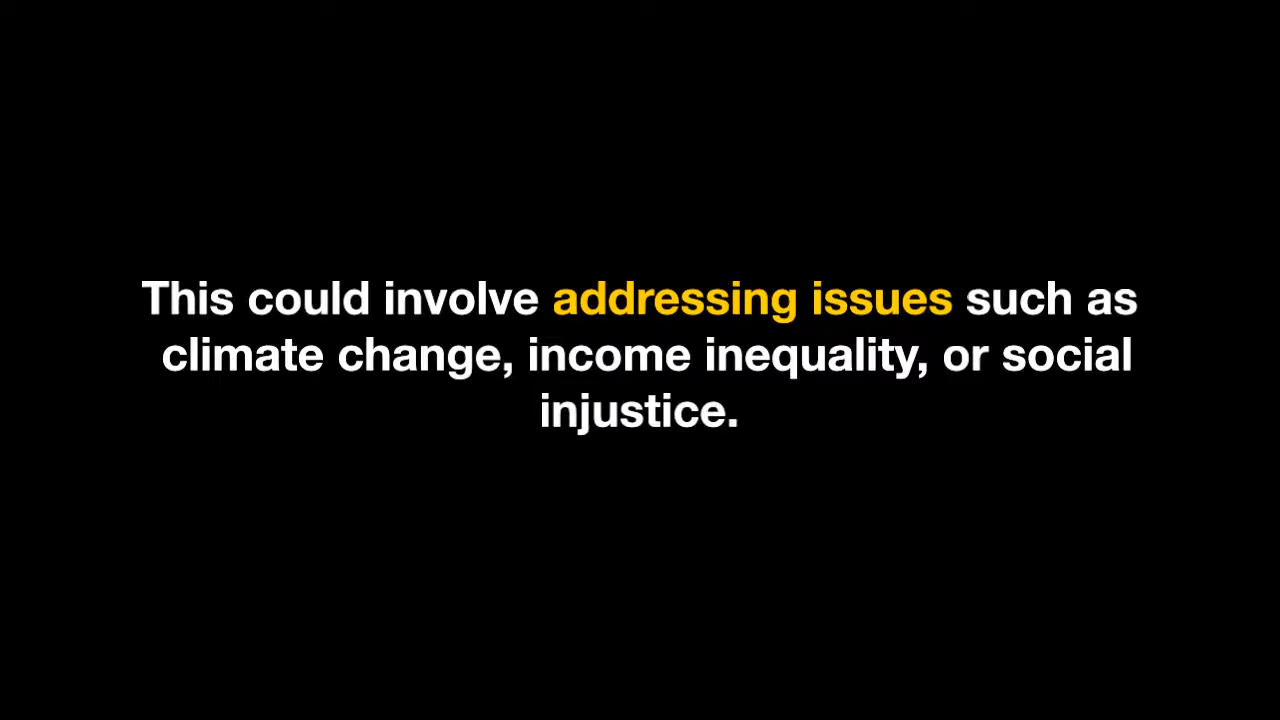 This could involve addressing issues such as
climate change, income inequality, or social
injustice.